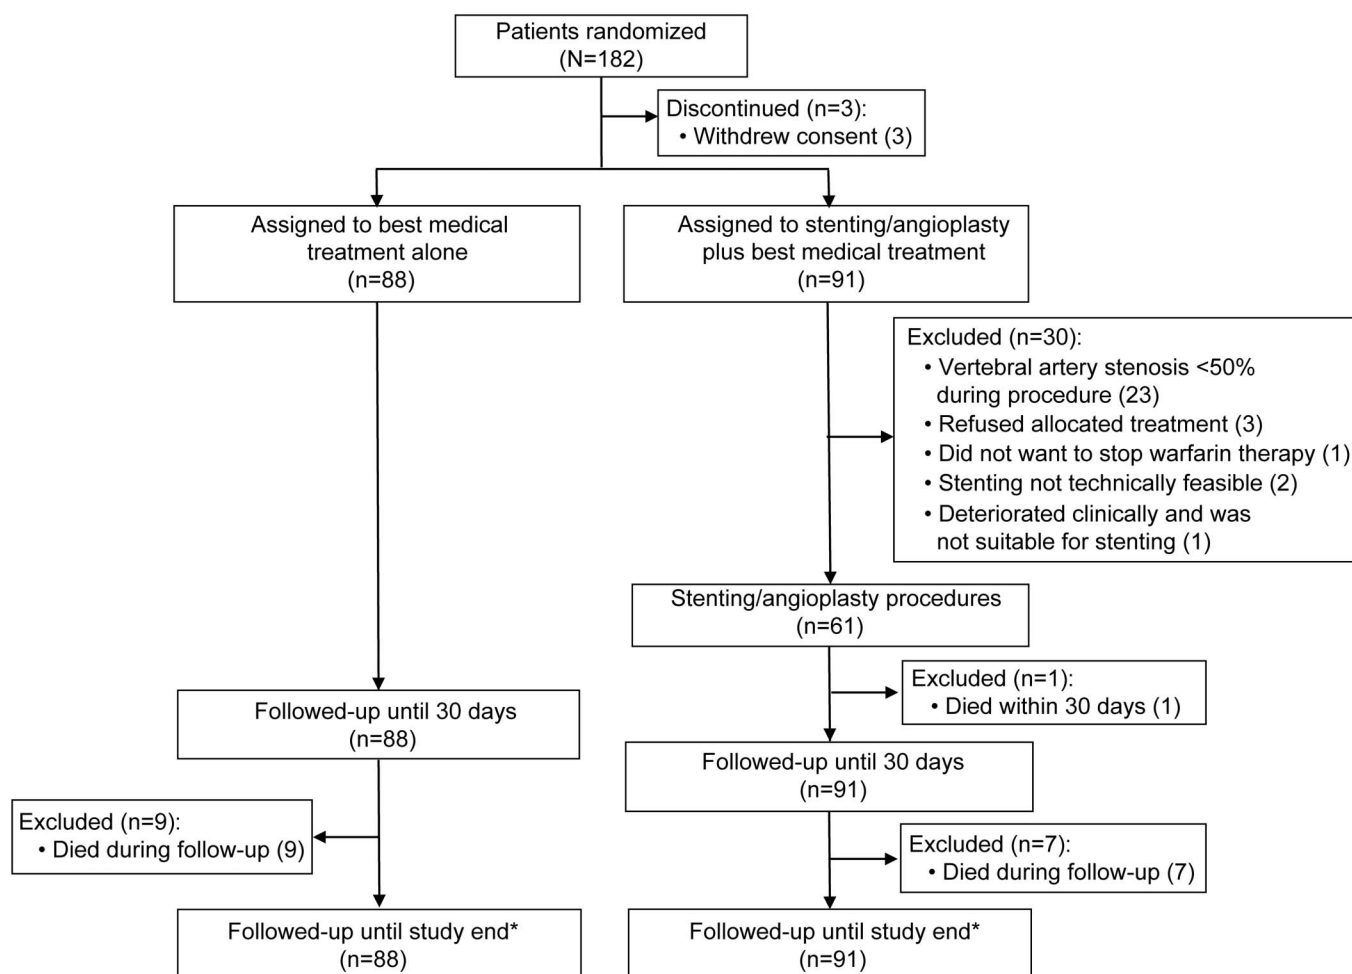 Patients randomized
(N=182)
Discontinued (n=3):
• Withdrew consent (3)
Assigned to best medical
treatment alone
(n=88)
Assigned to stenting/angioplasty
plus best medical treatment
(n=91)
Excluded (n=30):
• Vertebral artery stenosis <50%
during procedure (23)
• Refused allocated treatment (3)
• Did not want to stop warfarin therapy (1)
• Stenting not technically feasible (2)
• Deteriorated clinically and was
not suitable for stenting (1)
Stenting/angioplasty procedures
(n=61)
Excluded (n=1):
• Died within 30 days (1)
Followed-up until 30 days
(n=88)
Followed-up until 30 days
(n=91)
Excluded (n=9):
• Died during follow-up (9)
Excluded (n=7):
• Died during follow-up (7)
Followed-up until study end*
(n=88)
Followed-up until study end*
(n=91)